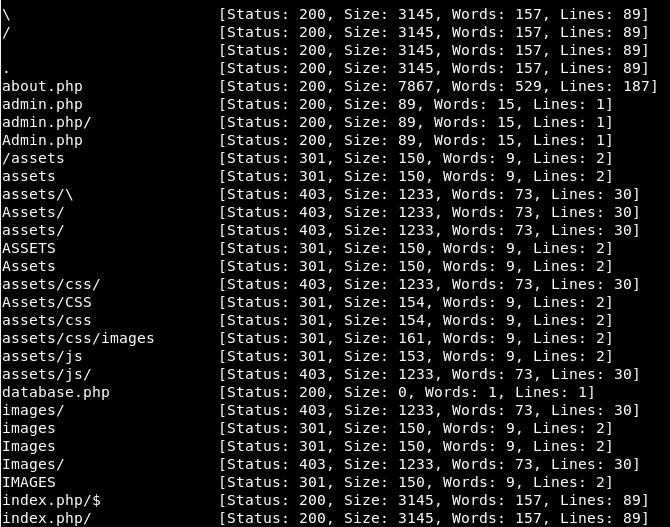 \ [Status: 200, Size: 3145, Words: 157, Lines: 89]
/ [Status: 200, Size: 3145, Words: 157, Lines: 89]
[Status: 200, Size: 3145, Words: 157, Lines: 89]
. [Status: 200, Size: 3145, Words: 157, Lines: 89]
about.php [Status: 200, Size: 7867, Words: 529, Lines: 187]
admin.php [Status: 200, Size: 89, Words: 15, Lines: 1]
admin.php/ [Status: 200, Size: 89, Words: 15, Lines: 1]
Admin.php [Status: 200, Size: 89, Words: 15, Lines: 1]
/assets [Status: 301, Size: 150, Words: 9, Lines: 2]
assets [Status: 301, Size: 150, Words: 9, Lines: 2]
assets/\ [Status: 403, Size: 1233, Words: 73, Lines: 30]
Assets/ [Status: 403, Size: 1233, Words: 73, Lines: 30]
assets/ [Status: 403, Size: 1233, Words: 73, Lines: 30]
ASSETS [Status: 301, Size: 150, Words: 9, Lines: 2]
Assets [Status: 301, Size: 150, Words: 9, Lines: 2]
assets/css/ [Status: 403, Size: 1233, Words: 73, Lines: 30]
Assets/CSS [Status: 301, Size: 154, Words: 9, Lines: 2]
assets/css [Status: 301, Size: 154, Words: 9, Lines: 2]
assets/css/images [Status: 301, Size: 161, Words: 9, Lines: 2]
assets/js [Status: 301, Size: 153, Words: 9, Lines: 2]
assets/js/ [Status: 403, Size: 1233, Words: 73, Lines: 30]
database.php [Status: 200, Size: 0, Words: 1, Lines: 1]
images/ [Status: 403, Size: 1233, Words: 73, Lines: 30]
images [Status: 301, Size: 150, Words: 9, Lines: 2]
Images [Status: 301, Size: 150, Words: 9, Lines: 2]
Images/ [Status: 403, Size: 1233, Words: 73, Lines: 30]
IMAGES [Status: 301, Size: 150, Words: 9, Lines: 2]
index.php/$ [Status: 200, Size: 3145, Words: 157, Lines: 89]
index.php/ [Status: 200, Size: 3145, Words: 157, Lines: 89]